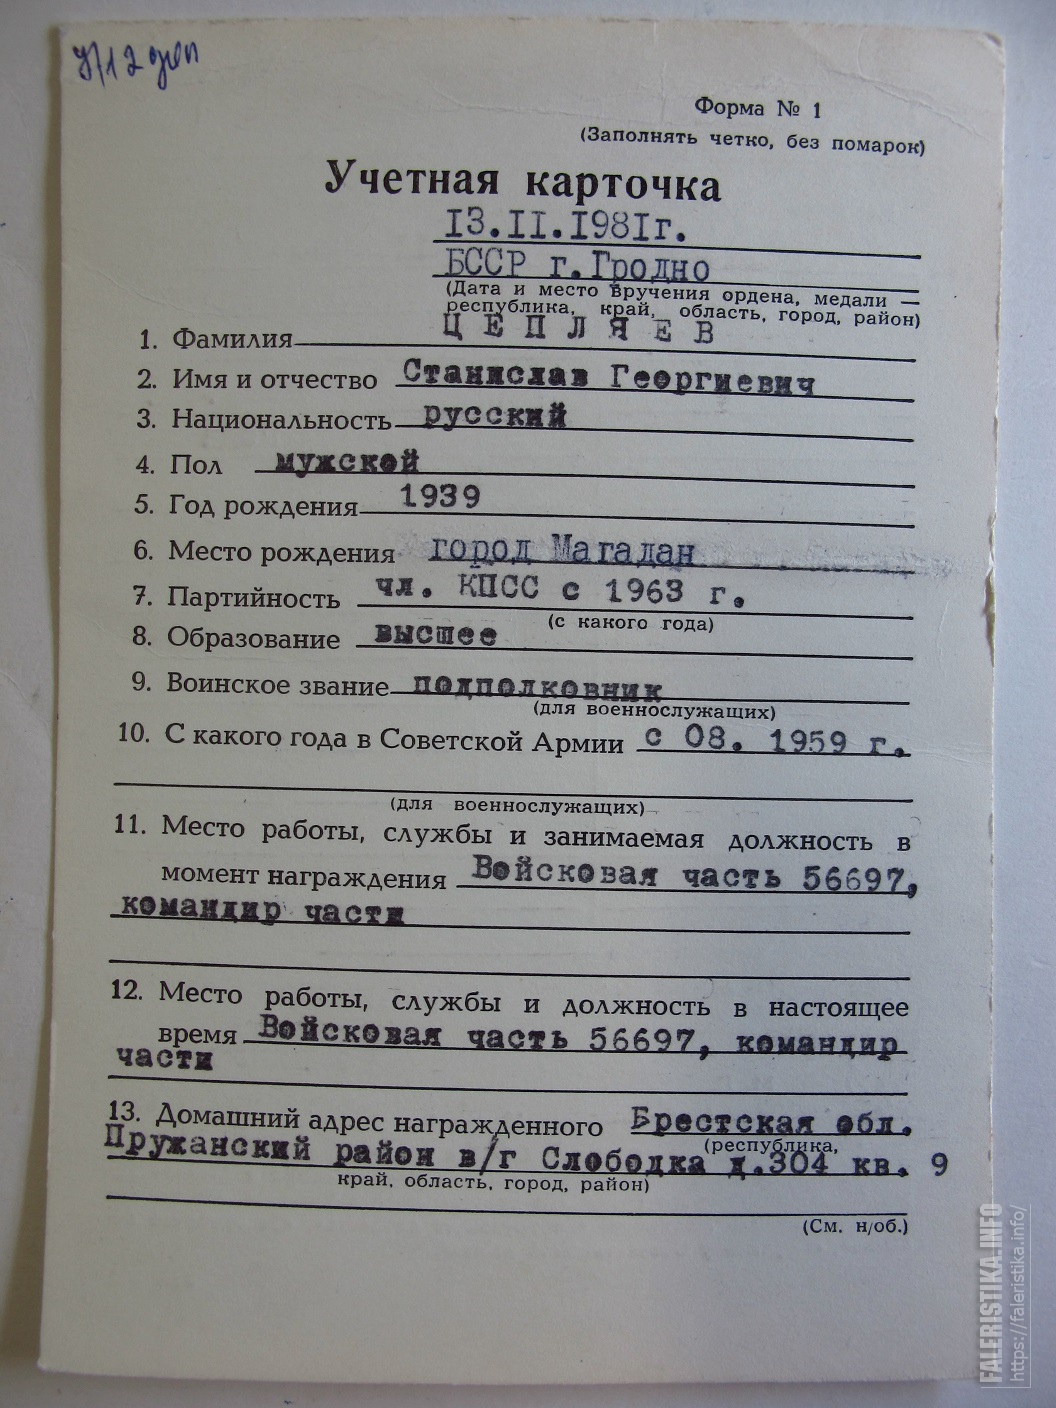 Форма № 1
(Заполнять четко, без помарок)
Учетная карточка
13.II.1981г.
БССР г.Гродно
(Дата и место вручения ордена, медали —
республика, край, область, город, район)
1. Фамилия ЦЕПЛЯЕВ
2. Имя и отчество Станислав Георгиевич
3. Национальность русский
4. Пол мужской
5. Год рождения 1939
6. Место рождения город Магадан
7. Партийность чл. КПСС с 1963 г.
(с какого года)
8. Образование высшее
9. Воинское звание подполковник
(для военнослужащих)
10. С какого года в Советской Армии с 08. 1959 г.
(для военнослужащих)
11. Место работы, службы и занимаемая должность в
момент награждения Войсковая часть 56697,
командир части
12. Место работы, службы и должность в настоящее
время Войсковая часть 56697, командир
части
13. Домашний адрес награжденного Брестская обл.
(республика,
Пружанский район в/г Слободка д.304 кв. 9
край, область, город, район)
(См. н/об.)
FALERISTIKA.INFO
https://faleristika.info/